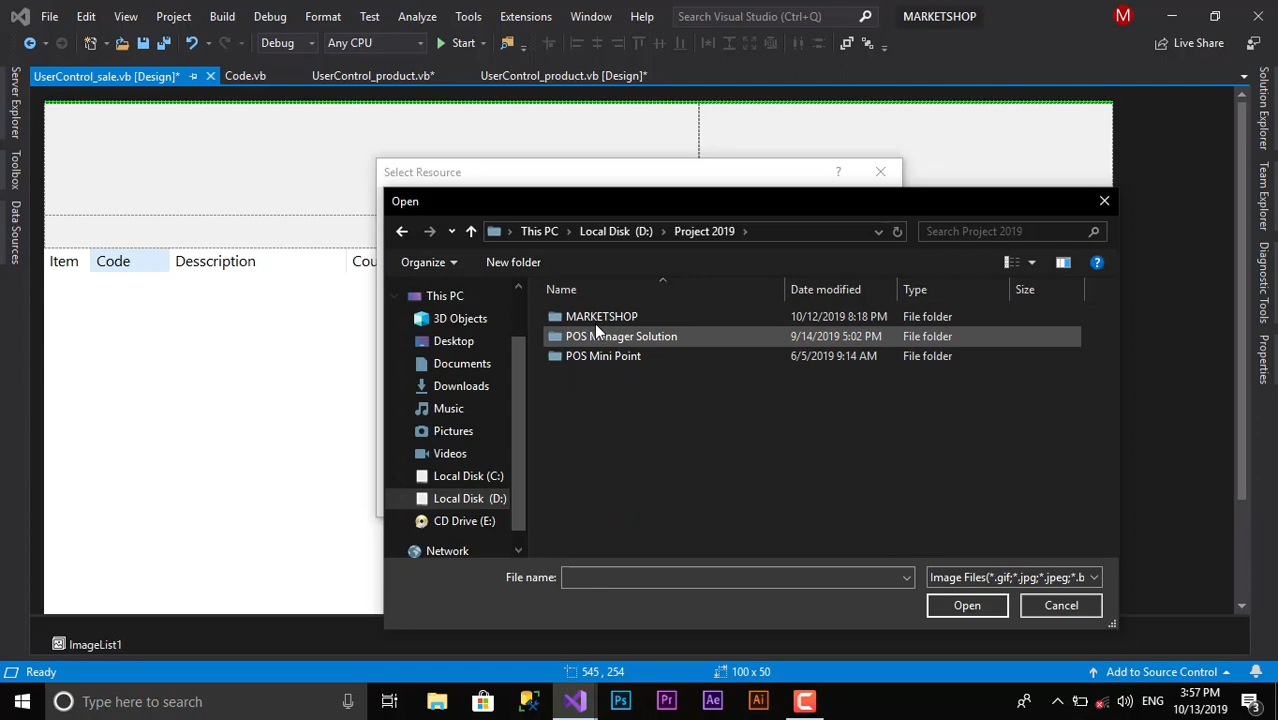 File Edit View Project Build Debug Format Test Analyze Tools Extensions Window Help Search Visual Studio (Ctrl+Q) MARKETSHOP M
Debug Any CPU Start Live Share
UserControl_sale.vb [Design]* Code.vb UserControl_product.vb* UserControl_product.vb [Design]*
Server Explorer
Toolbox
Data Sources
Solution Explorer
Team Explorer
Diagnostic Tools
Properties
Select Resource ?
Open
This PC Local Disk (D:) Project 2019 Search Project 2019
Organize New folder ?
Item Code Desscription Cou
This PC
3D Objects
Desktop
Documents
Downloads
Music
Pictures
Videos
Local Disk (C:)
Local Disk (D:)
CD Drive (E:)
Network
Name Date modified Type Size
MARKETSHOP 10/12/2019 8:18 PM File folder
POS Manager Solution 9/14/2019 5:02 PM File folder
POS Mini Point 6/5/2019 9:14 AM File folder
File name: Image Files(*.gif;*.jpg;*.jpeg;*.b
Open Cancel
ImageList1
Ready 545 , 254 100 x 50 Add to Source Control
Type here to search Ps Pr Ae Ai ENG 3:57 PM 10/13/2019 3